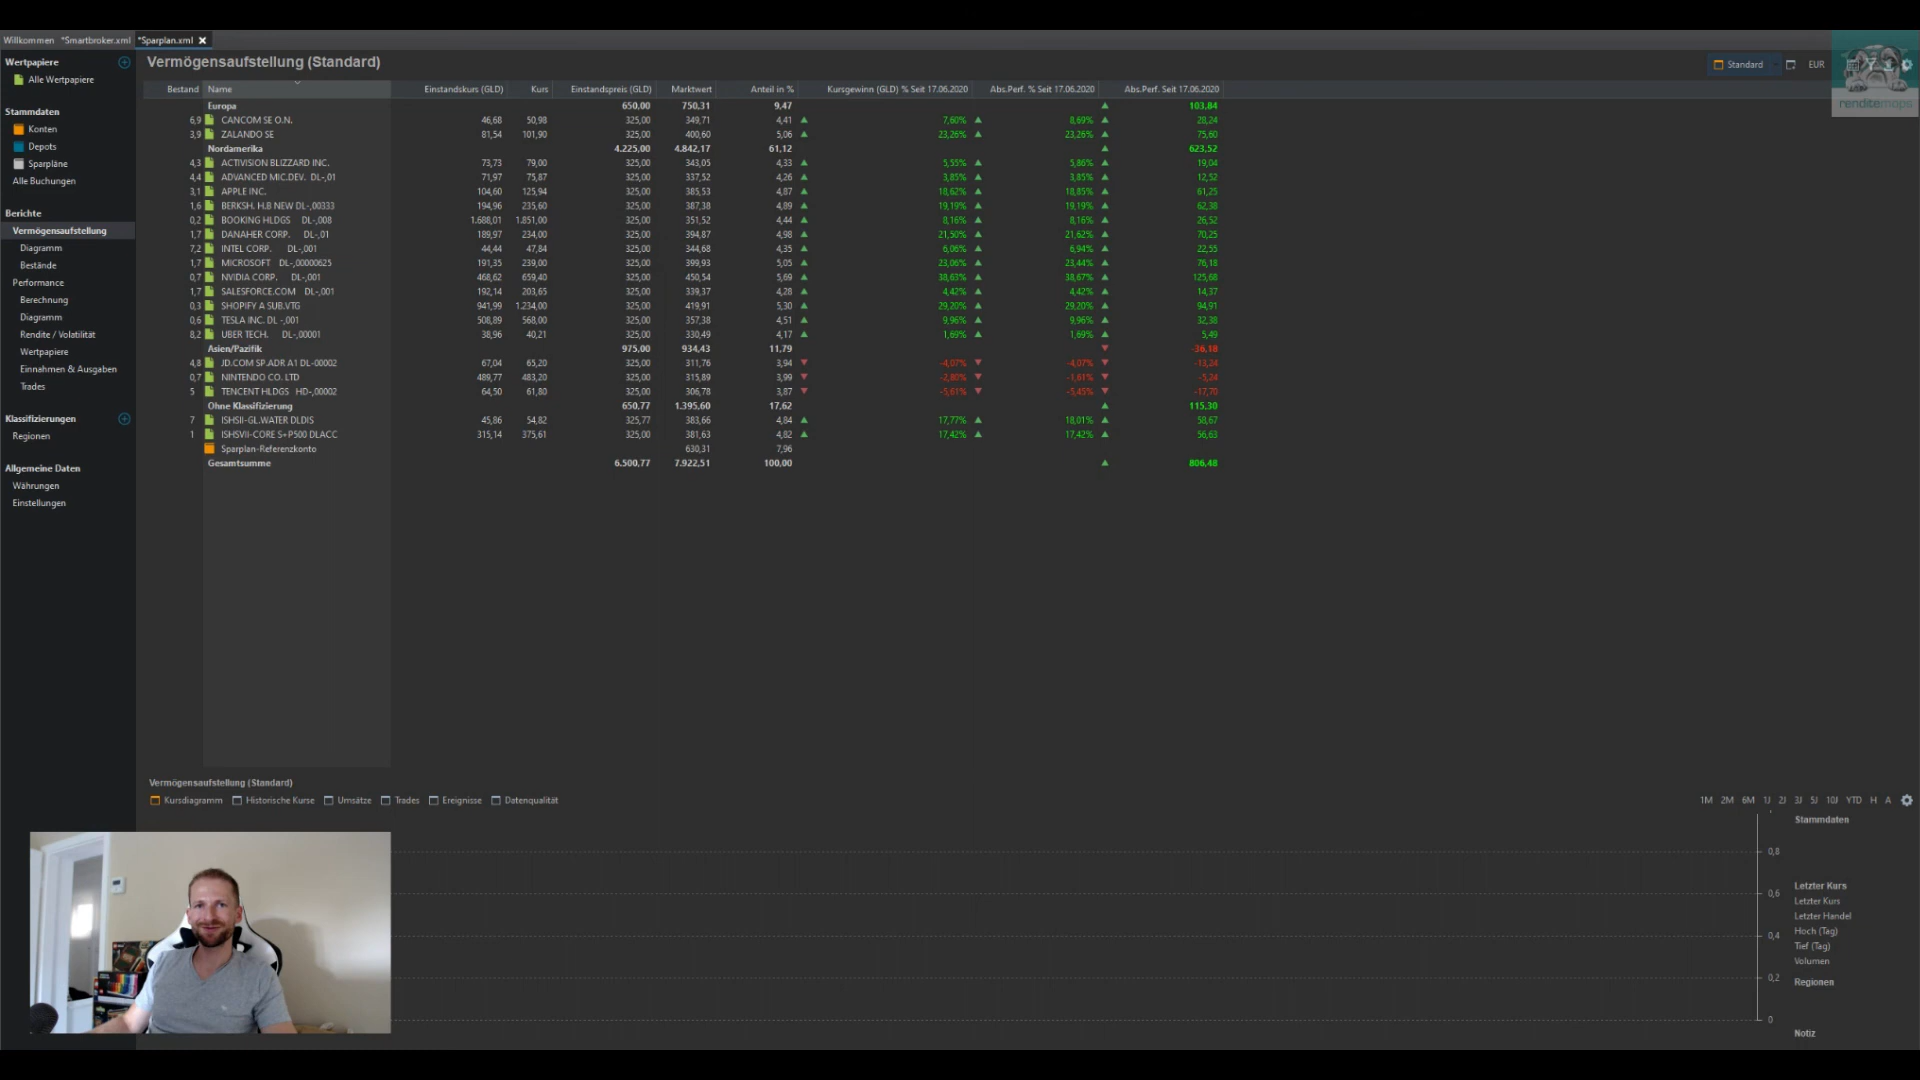 Willkommen *Smartbroker.xml *Sparplan.xml
Wertpapiere
Alle Wertpapiere
Stammdaten
Konten
Depots
Sparpläne
Alle Buchungen
Berichte
Vermögensaufstellung
Diagramm
Bestände
Performance
Berechnung
Diagramm
Rendite / Volatilität
Wertpapiere
Einnahmen & Ausgaben
Trades
Klassifizierungen
Regionen
Allgemeine Daten
Währungen
Einstellungen
Vermögensaufstellung (Standard)
Standard EUR
renditemops
Bestand Name Einstandskurs (GLD) Kurs Einstandspreis (GLD) Marktwert Anteil in % Kursgewinn (GLD) % Seit 17.06.2020 Abs.Perf. % Seit 17.06.2020 Abs.Perf. Seit 17.06.2020
Europa 650,00 750,31 9,47 103,84
6,9 CANCOM SE O.N. 46,68 50,98 325,00 349,71 4,41 7,60% 8,69% 28,24
3,9 ZALANDO SE 81,54 101,90 325,00 400,60 5,06 23,26% 23,26% 75,60
Nordamerika 4.225,00 4.842,17 61,12 623,52
4,3 ACTIVISION BLIZZARD INC. 73,73 79,00 325,00 343,05 4,33 5,55% 5,86% 19,04
4,4 ADVANCED MIC.DEV. DL-,01 71,97 75,87 325,00 337,52 4,26 3,85% 3,85% 12,52
3,1 APPLE INC. 104,60 125,94 325,00 385,53 4,87 18,62% 18,85% 61,25
1,6 BERKSH. H.B NEW DL-,00333 194,96 235,60 325,00 387,38 4,89 19,19% 19,19% 62,38
0,2 BOOKING HLDGS DL-,008 1.688,01 1.851,00 325,00 351,52 4,44 8,16% 8,16% 26,52
1,7 DANAHER CORP. DL-,01 189,97 234,00 325,00 394,87 4,98 21,50% 21,62% 70,25
7,2 INTEL CORP. DL-,001 44,44 47,84 325,00 344,68 4,35 6,06% 6,94% 22,55
1,7 MICROSOFT DL-,00000625 191,35 239,00 325,00 399,93 5,05 23,06% 23,44% 76,18
0,7 NVIDIA CORP. DL-,001 468,62 659,40 325,00 450,54 5,69 38,63% 38,67% 125,68
1,7 SALESFORCE.COM DL-,001 192,14 203,65 325,00 339,37 4,28 4,42% 4,42% 14,37
0,3 SHOPIFY A SUB.VTG 941,99 1.234,00 325,00 419,91 5,30 29,20% 29,20% 94,91
0,6 TESLA INC. DL -,001 508,89 568,00 325,00 357,38 4,51 9,96% 9,96% 32,38
8,2 UBER TECH. DL-,00001 38,96 40,21 325,00 330,49 4,17 1,69% 1,69% 5,49
Asien/Pazifik 975,00 934,43 11,79 -36,18
4,8 JD.COM SP.ADR A1 DL-00002 67,04 65,20 325,00 311,76 3,94 -4,07% -4,07% -13,24
0,7 NINTENDO CO. LTD 489,77 483,20 325,00 315,89 3,99 -2,80% -1,61% -5,24
5 TENCENT HLDGS HD-,00002 64,50 61,80 325,00 306,78 3,87 -5,61% -5,45% -17,70
Ohne Klassifizierung 650,77 1.395,60 17,62 115,30
7 ISHSII-GL.WATER DLDIS 45,86 54,82 325,77 383,66 4,84 17,77% 18,01% 58,67
1 ISHSVII-CORE S+P500 DLACC 315,14 375,61 325,00 381,63 4,82 17,42% 17,42% 56,63
Sparplan-Referenzkonto 630,31 7,96
Gesamtsumme 6.500,77 7.922,51 100,00 806,48
Vermögensaufstellung (Standard)
Kursdiagramm Historische Kurse Umsätze Trades Ereignisse Datenqualität
1M 2M 6M 1J 2J 3J 5J 10J YTD H A
0,8
0,6
0,4
0,2
0
Stammdaten
Letzter Kurs
Letzter Kurs
Letzter Handel
Hoch (Tag)
Tief (Tag)
Volumen
Regionen
Notiz